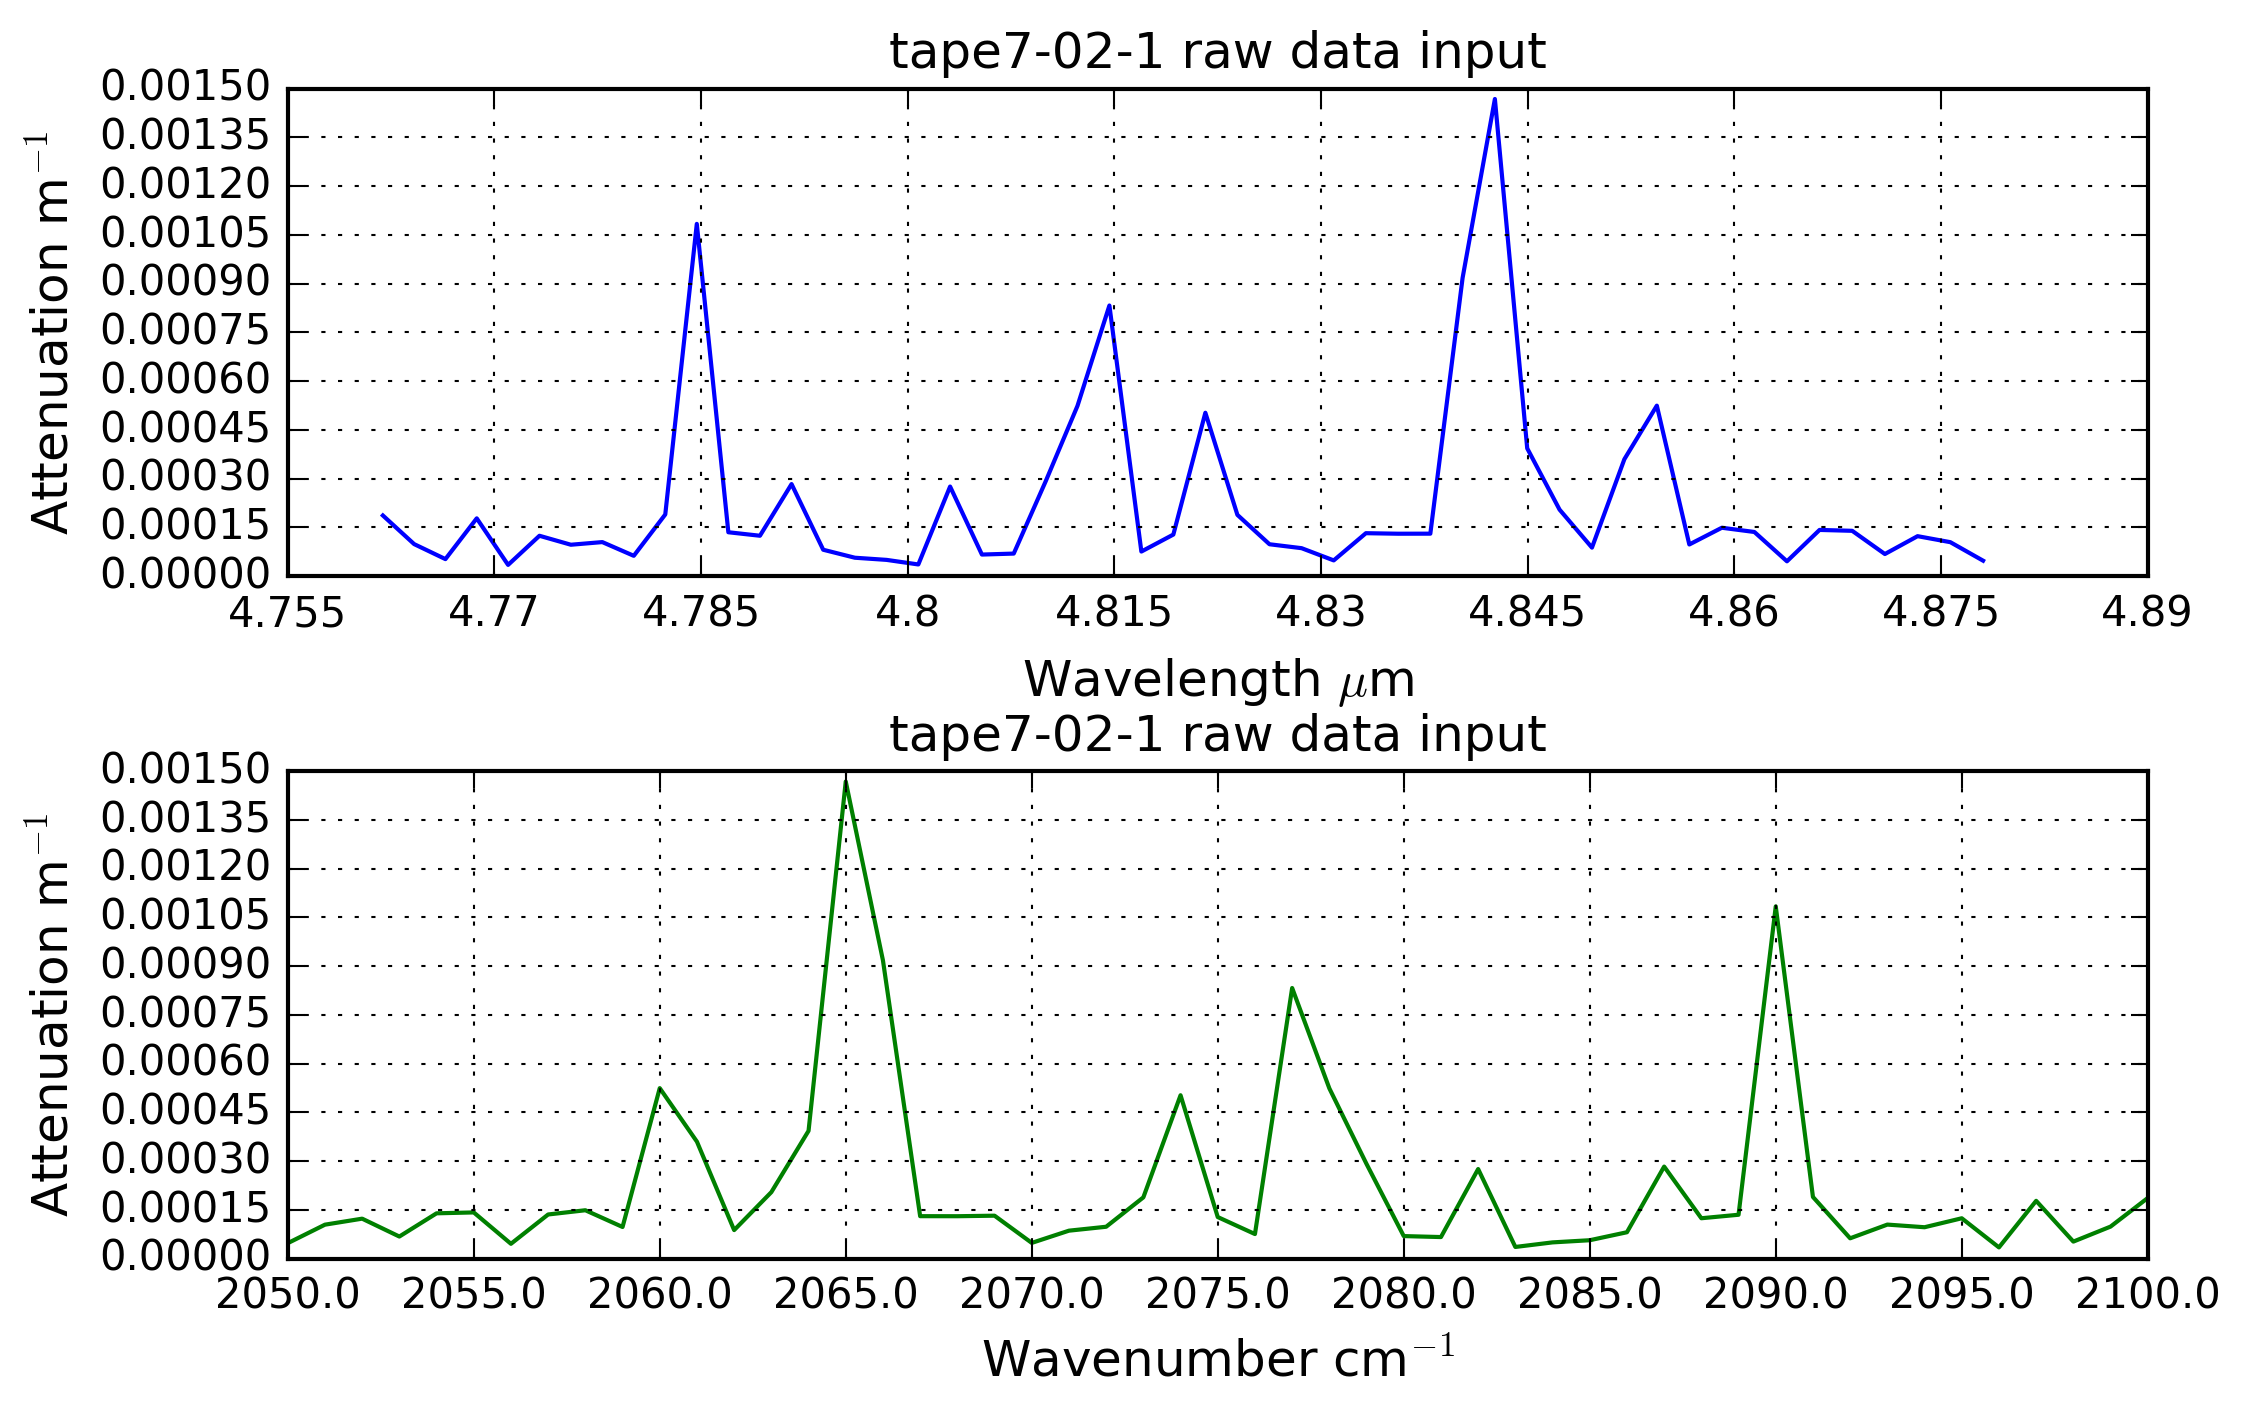 tape7-02-1 raw data input
0.00150
0.00135
0.00120
0.00105
0.00090
0.00075
0.00060
0.00045
0.00030
0.00015
0.00000
Attenuation m⁻¹
4.755 4.77 4.785 4.8 4.815 4.83 4.845 4.86 4.875 4.89
Wavelength μm
tape7-02-1 raw data input
0.00150
0.00135
0.00120
0.00105
0.00090
0.00075
0.00060
0.00045
0.00030
0.00015
0.00000
Attenuation m⁻¹
2050.0 2055.0 2060.0 2065.0 2070.0 2075.0 2080.0 2085.0 2090.0 2095.0 2100.0
Wavenumber cm⁻¹